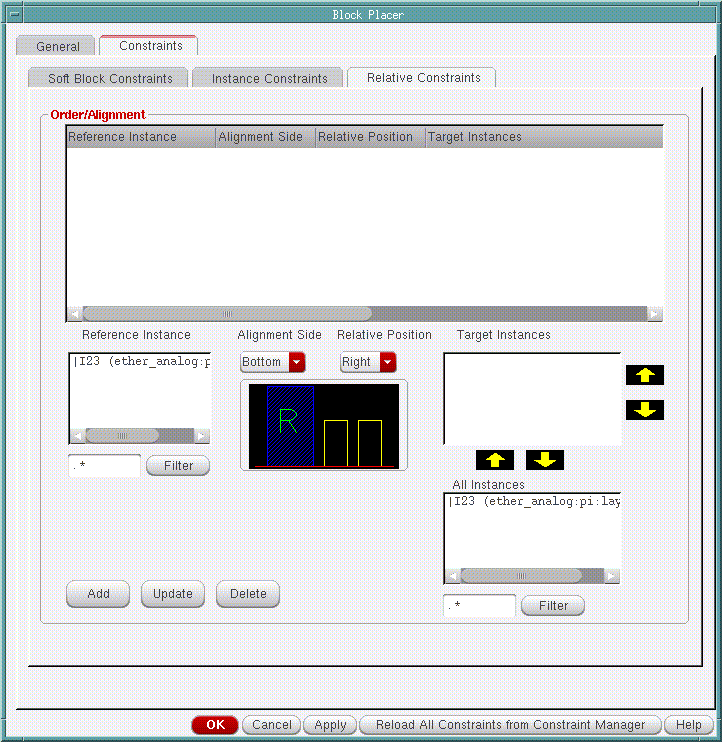 Block Placer
General Constraints
Soft Block Constraints Instance Constraints Relative Constraints
Order/Alignment
Reference Instance Alignment Side Relative Position Target Instances
Reference Instance Alignment Side Relative Position Target Instances
|I23 (ether_analog:p Bottom Right
R
.* Filter
All Instances
|I23 (ether_analog:pi:lay
Add Update Delete
.* Filter
OK Cancel Apply Reload All Constraints from Constraint Manager Help